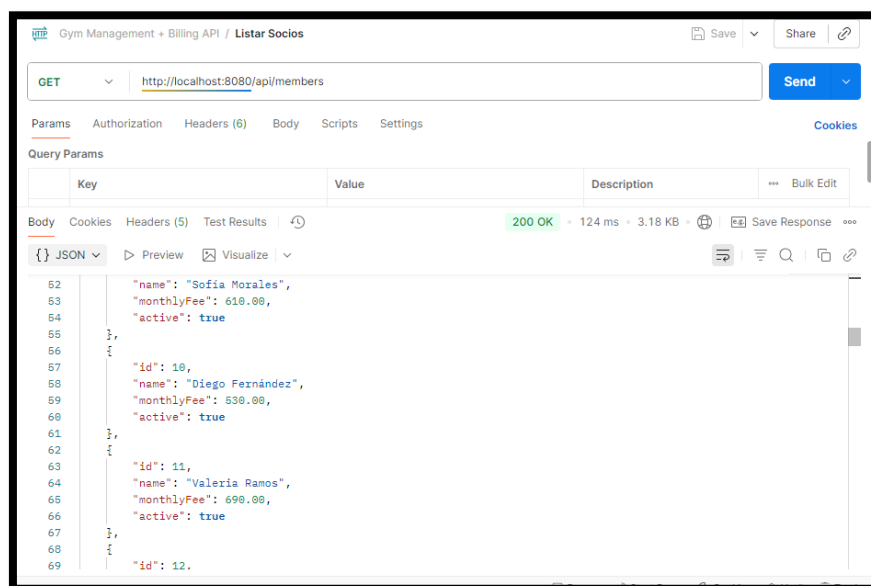 HTTP Gym Management + Billing API / Listar Socios Save Share
GET http://localhost:8080/api/members Send
Params Authorization Headers (6) Body Scripts Settings Cookies
Query Params
Key Value Description Bulk Edit
Body Cookies Headers (5) Test Results 200 OK 124 ms 3.18 KB e.g. Save Response
{} JSON Preview Visualize
52 "name": "Sofía Morales",
53 "monthlyFee": 610.00,
54 "active": true
55 },
56 {
57 "id": 10,
58 "name": "Diego Fernández",
59 "monthlyFee": 530.00,
60 "active": true
61 },
62 {
63 "id": 11,
64 "name": "Valeria Ramos",
65 "monthlyFee": 690.00,
66 "active": true
67 },
68 {
69 "id": 12,